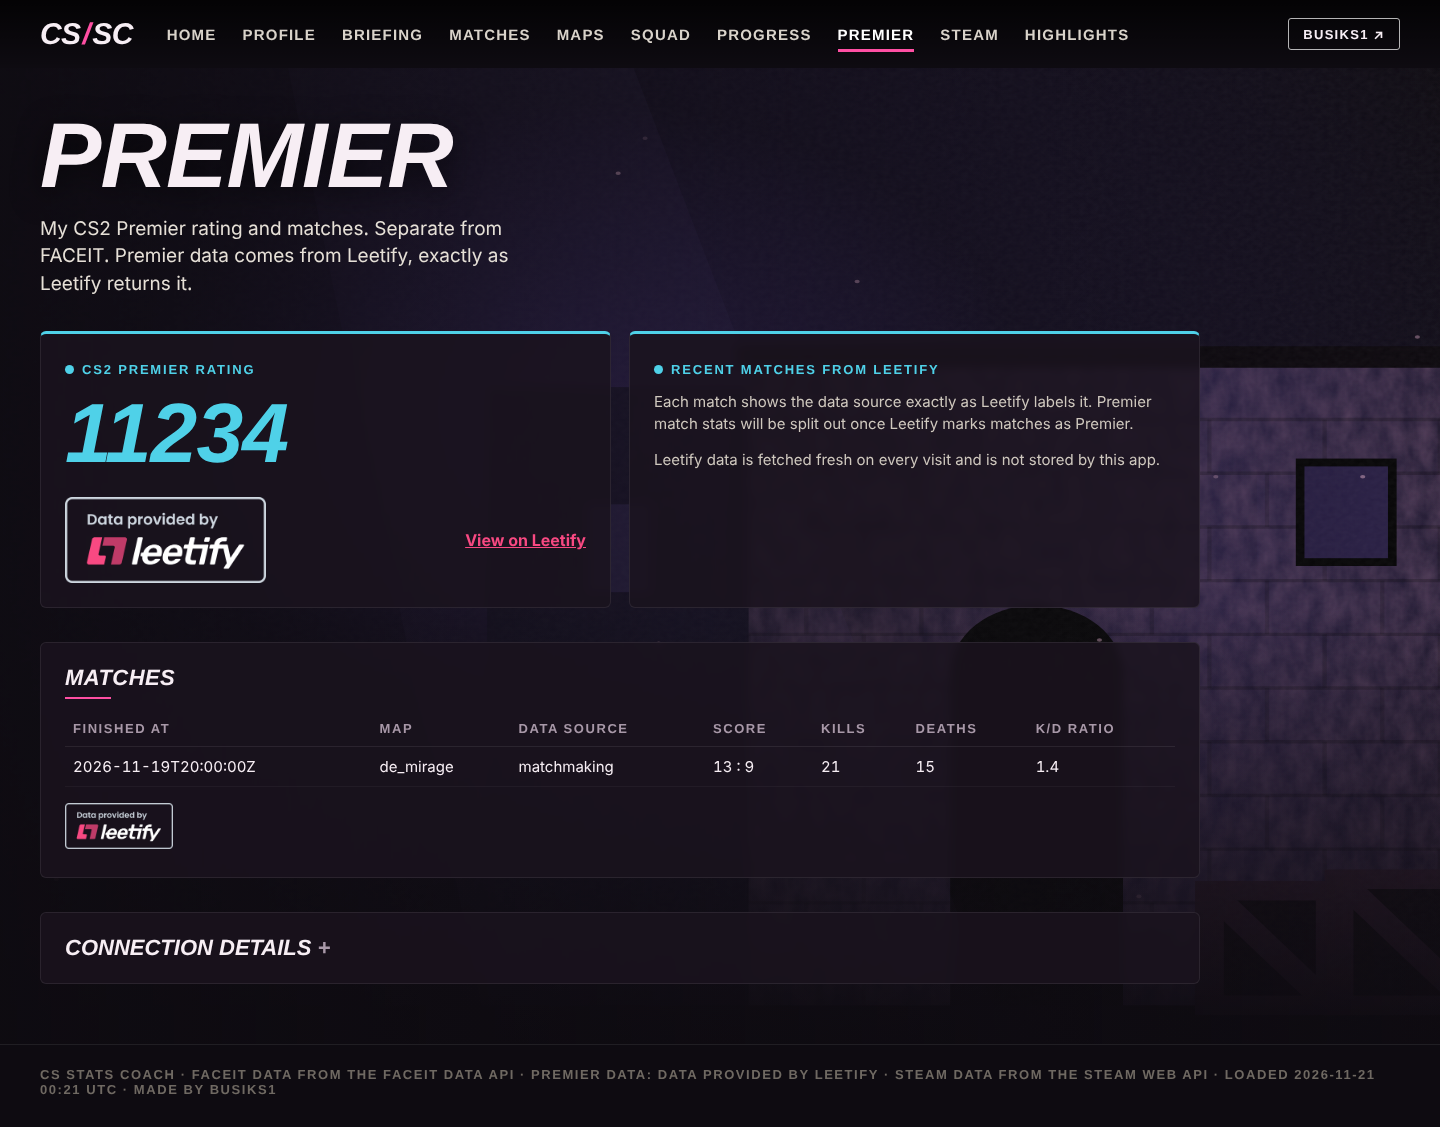 CS/SC HOME PROFILE BRIEFING MATCHES MAPS SQUAD PROGRESS PREMIER STEAM HIGHLIGHTS BUSIKS1 ↗
PREMIER
My CS2 Premier rating and matches. Separate from
FACEIT. Premier data comes from Leetify, exactly as
Leetify returns it.
CS2 PREMIER RATING
11234
Data provided by
leetify
View on Leetify
RECENT MATCHES FROM LEETIFY
Each match shows the data source exactly as Leetify labels it. Premier
match stats will be split out once Leetify marks matches as Premier.
Leetify data is fetched fresh on every visit and is not stored by this app.
MATCHES
FINISHED AT MAP DATA SOURCE SCORE KILLS DEATHS K/D RATIO
2026-11-19T20:00:00Z de_mirage matchmaking 13 : 9 21 15 1.4
Data provided by
leetify
CONNECTION DETAILS +
CS STATS COACH · FACEIT DATA FROM THE FACEIT DATA API · PREMIER DATA: DATA PROVIDED BY LEETIFY · STEAM DATA FROM THE STEAM WEB API · LOADED 2026-11-21
00:21 UTC · MADE BY BUSIKS1